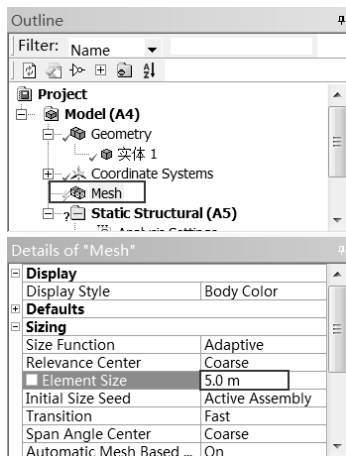 Outline
Filter: Name
Project
Model (A4)
Geometry
实体 1
Coordinate Systems
Mesh
Static Structural (A5)
Details of "Mesh"
Display
Display Style Body Color
Defaults
Sizing
Size Function Adaptive
Relevance Center Coarse
Element Size 5.0 m
Initial Size Seed Active Assembly
Transition Fast
Span Angle Center Coarse
Automatic Mesh Based ... On